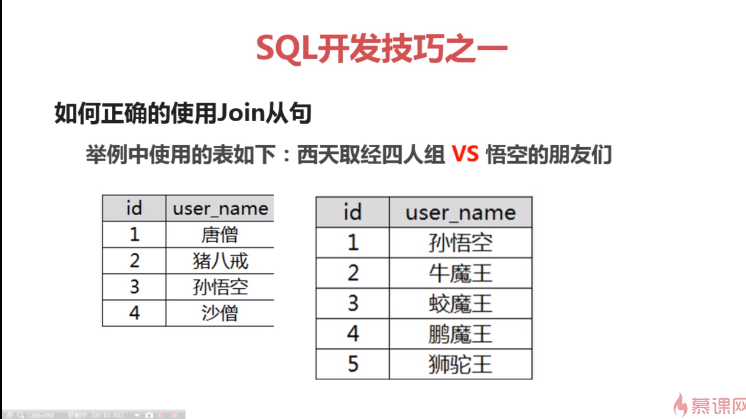 SQL开发技巧之一
如何正确的使用Join从句
举例中使用的表如下：西天取经四人组 VS 悟空的朋友们
id user_name
1 唐僧
2 猪八戒
3 孙悟空
4 沙僧
id user_name
1 孙悟空
2 牛魔王
3 蛟魔王
4 鹏魔王
5 狮驼王
慕课网